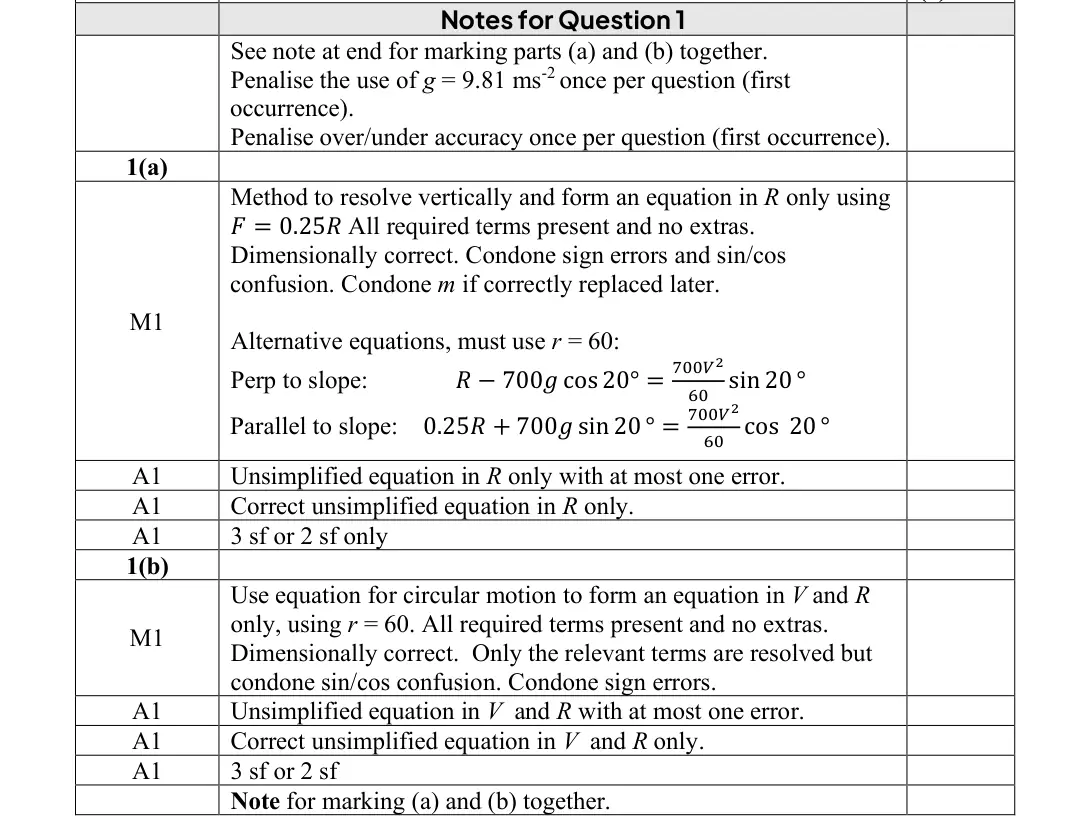 Notes for Question 1
See note at end for marking parts (a) and (b) together.
Penalise the use of g = 9.81 ms⁻² once per question (first
occurrence).
Penalise over/under accuracy once per question (first occurrence).
1(a)
M1
Method to resolve vertically and form an equation in R only using
F = 0.25R All required terms present and no extras.
Dimensionally correct. Condone sign errors and sin/cos
confusion. Condone m if correctly replaced later.
Alternative equations, must use r = 60:
Perp to slope: R − 700g cos 20° = 700V²/60 sin 20 °
Parallel to slope: 0.25R + 700g sin 20 ° = 700V²/60 cos 20 °
A1 Unsimplified equation in R only with at most one error.
A1 Correct unsimplified equation in R only.
A1 3 sf or 2 sf only
1(b)
M1
Use equation for circular motion to form an equation in V and R
only, using r = 60. All required terms present and no extras.
Dimensionally correct. Only the relevant terms are resolved but
condone sin/cos confusion. Condone sign errors.
A1 Unsimplified equation in V and R with at most one error.
A1 Correct unsimplified equation in V and R only.
A1 3 sf or 2 sf
Note for marking (a) and (b) together.